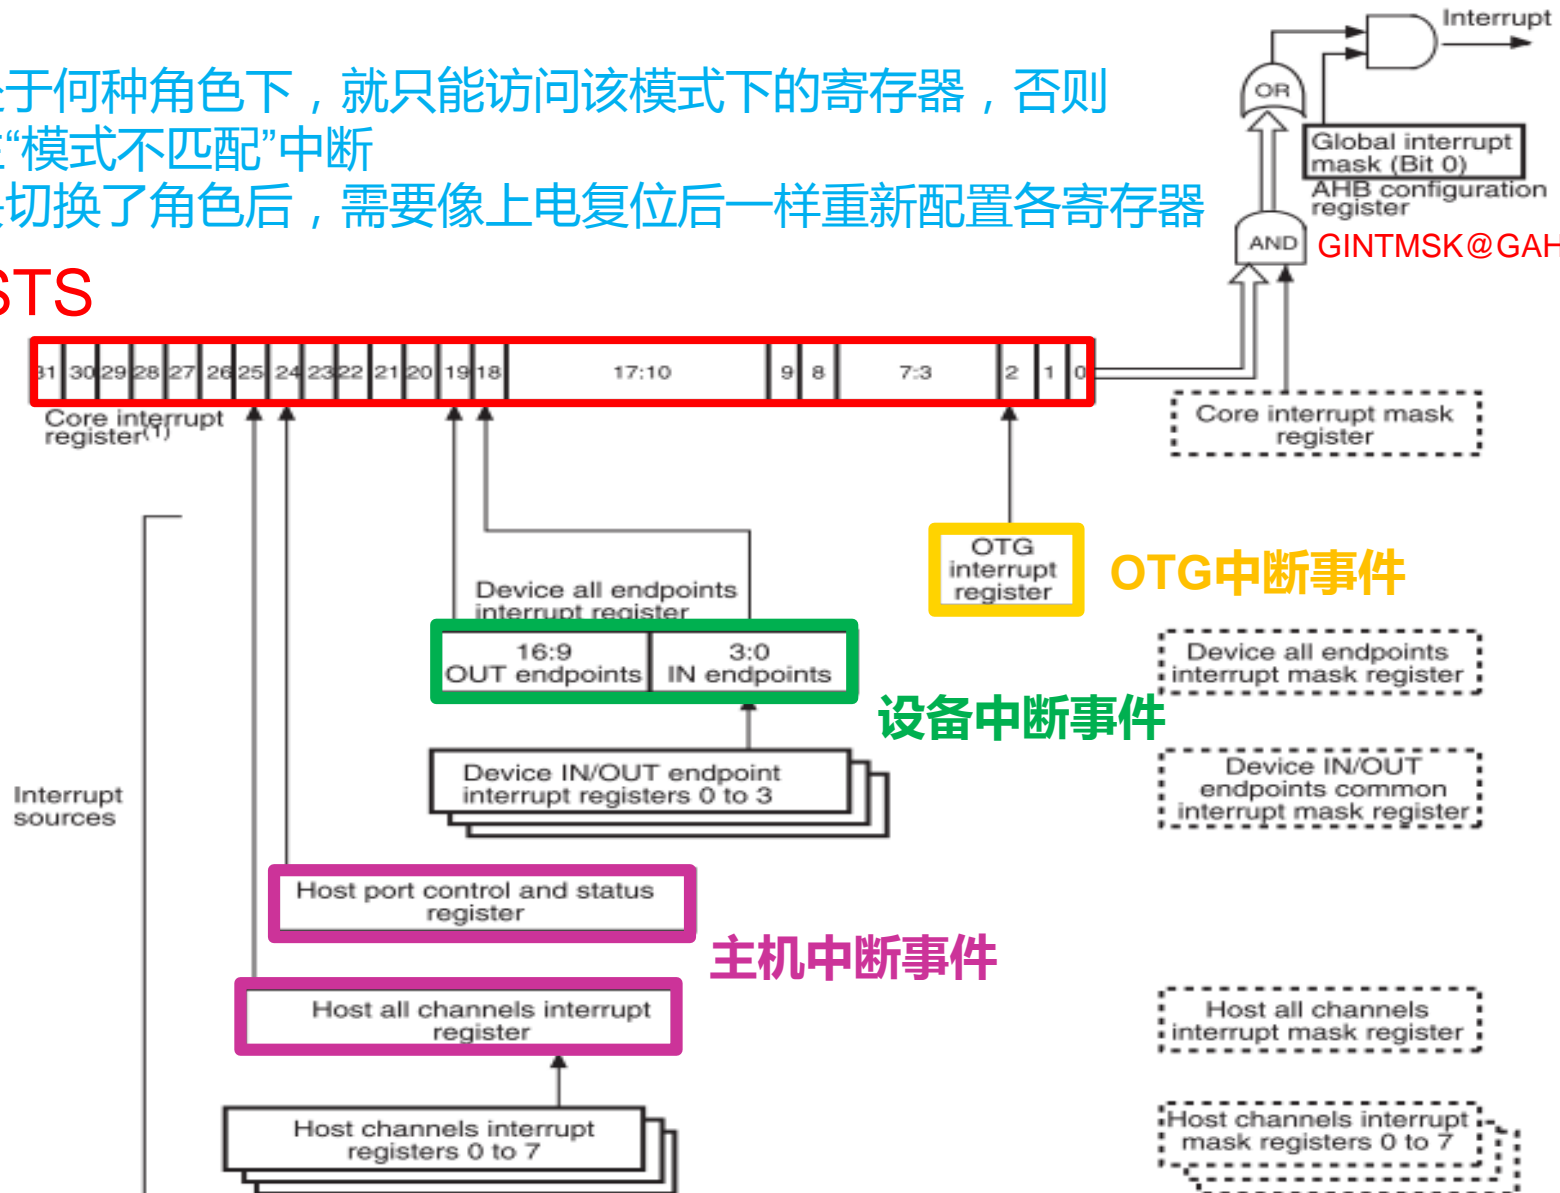 于何种角色下，就只能访问该模式下的寄存器，否则
“模式不匹配”中断
切换了角色后，需要像上电复位后一样重新配置各寄存器
STS
Interrupt
OR
Global interrupt
mask (Bit 0)
AHB configuration
register
AND
GINTMSK@GAH
31 30 29 28 27 26 25 24 23 22 21 20 19 18 17:10 9 8 7:3 2 1 0
Core interrupt
register(1)
Core interrupt mask
register
OTG
interrupt
register
OTG中断事件
Device all endpoints
interrupt register
16:9
OUT endpoints
3:0
IN endpoints
设备中断事件
Device all endpoints
interrupt mask register
Device IN/OUT endpoint
interrupt registers 0 to 3
Device IN/OUT
endpoints common
interrupt mask register
Interrupt
sources
Host port control and status
register
主机中断事件
Host all channels interrupt
register
Host all channels
interrupt mask register
Host channels interrupt
registers 0 to 7
Host channels interrupt
mask registers 0 to 7